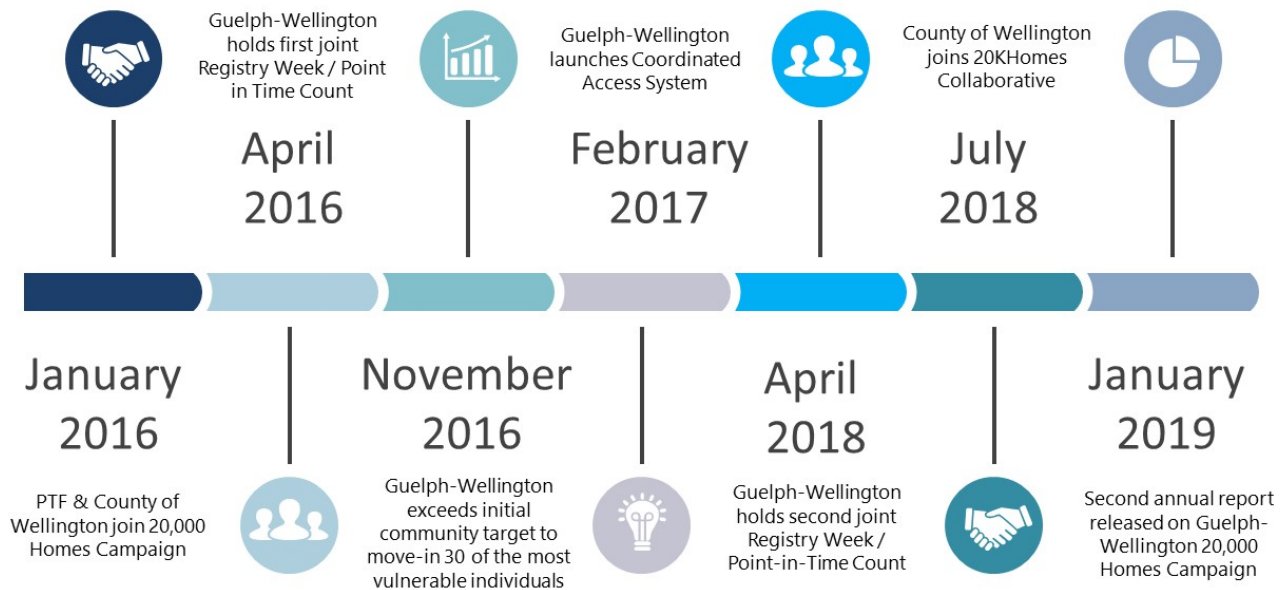 Guelph-Wellington
holds first joint
Registry Week / Point
in Time Count
April
2016
Guelph-Wellington
launches Coordinated
Access System
February
2017
County of Wellington
joins 20KHomes
Collaborative
July
2018
January
2016
PTF & County of
Wellington join 20,000
Homes Campaign
November
2016
Guelph-Wellington
exceeds initial
community target to
move-in 30 of the most
vulnerable individuals
April
2018
Guelph-Wellington
holds second joint
Registry Week /
Point-in-Time Count
January
2019
Second annual report
released on Guelph-
Wellington 20,000
Homes Campaign